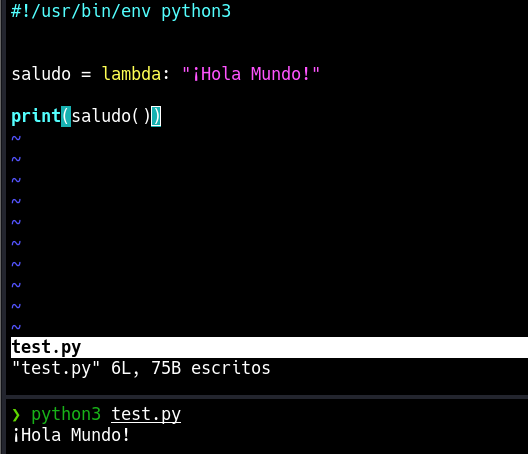 #!/usr/bin/env python3
saludo = lambda: "¡Hola Mundo!"
print(saludo())
~
~
~
~
~
~
~
~
~
~
test.py
"test.py" 6L, 75B escritos
❯ python3 test.py
¡Hola Mundo!